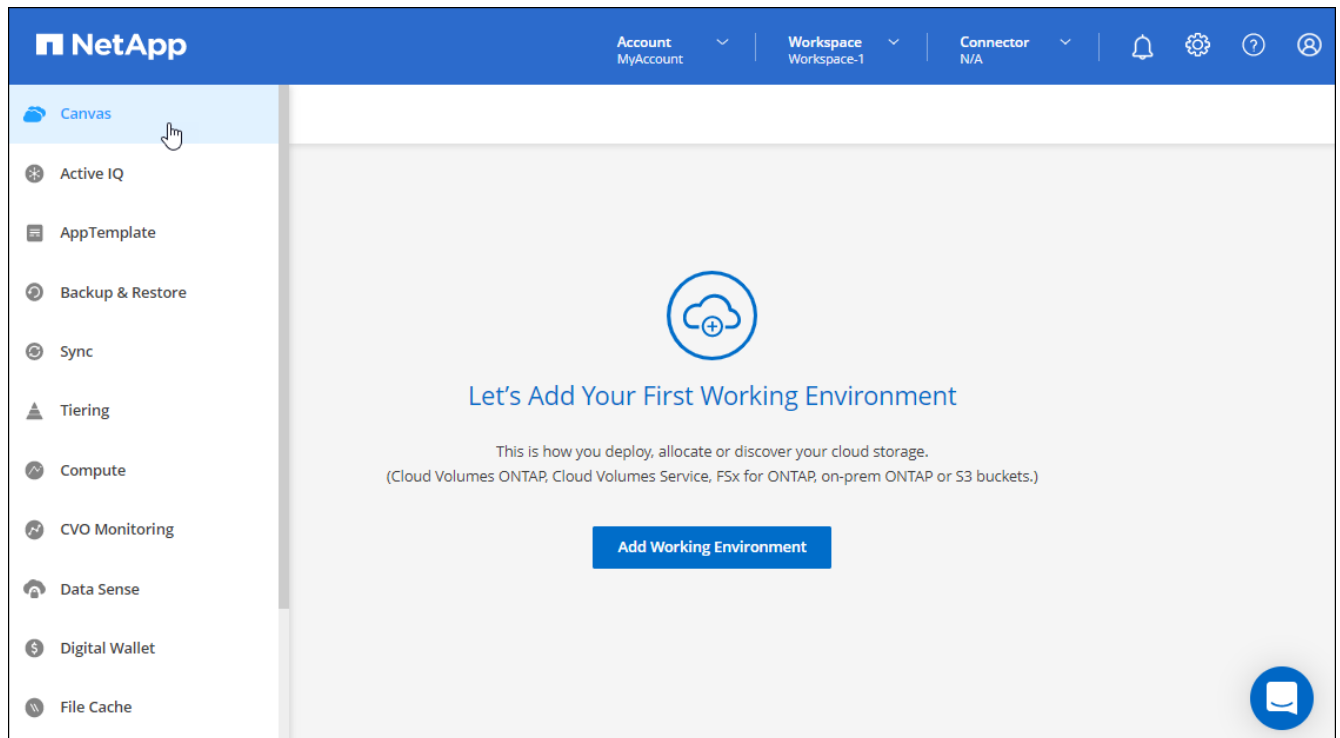 NetApp
Account
MyAccount
Workspace
Workspace-1
Connector
N/A
Canvas
Active IQ
AppTemplate
Backup & Restore
Sync
Tiering
Compute
CVO Monitoring
Data Sense
Digital Wallet
File Cache
Let's Add Your First Working Environment
This is how you deploy, allocate or discover your cloud storage.
(Cloud Volumes ONTAP, Cloud Volumes Service, FSx for ONTAP, on-prem ONTAP or S3 buckets.)
Add Working Environment